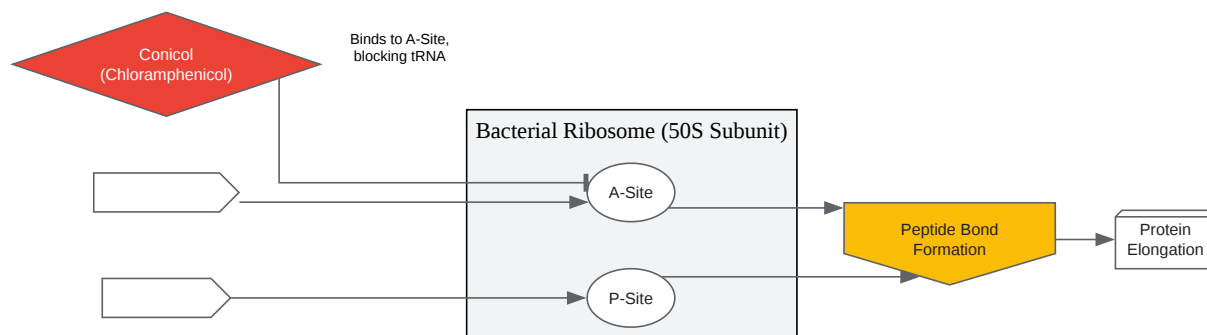 Conicol
(Chloramphenicol)
Binds to A-Site,
blocking tRNA
Bacterial Ribosome (50S Subunit)
A-Site
Peptide Bond
Formation
Protein
Elongation
P-Site